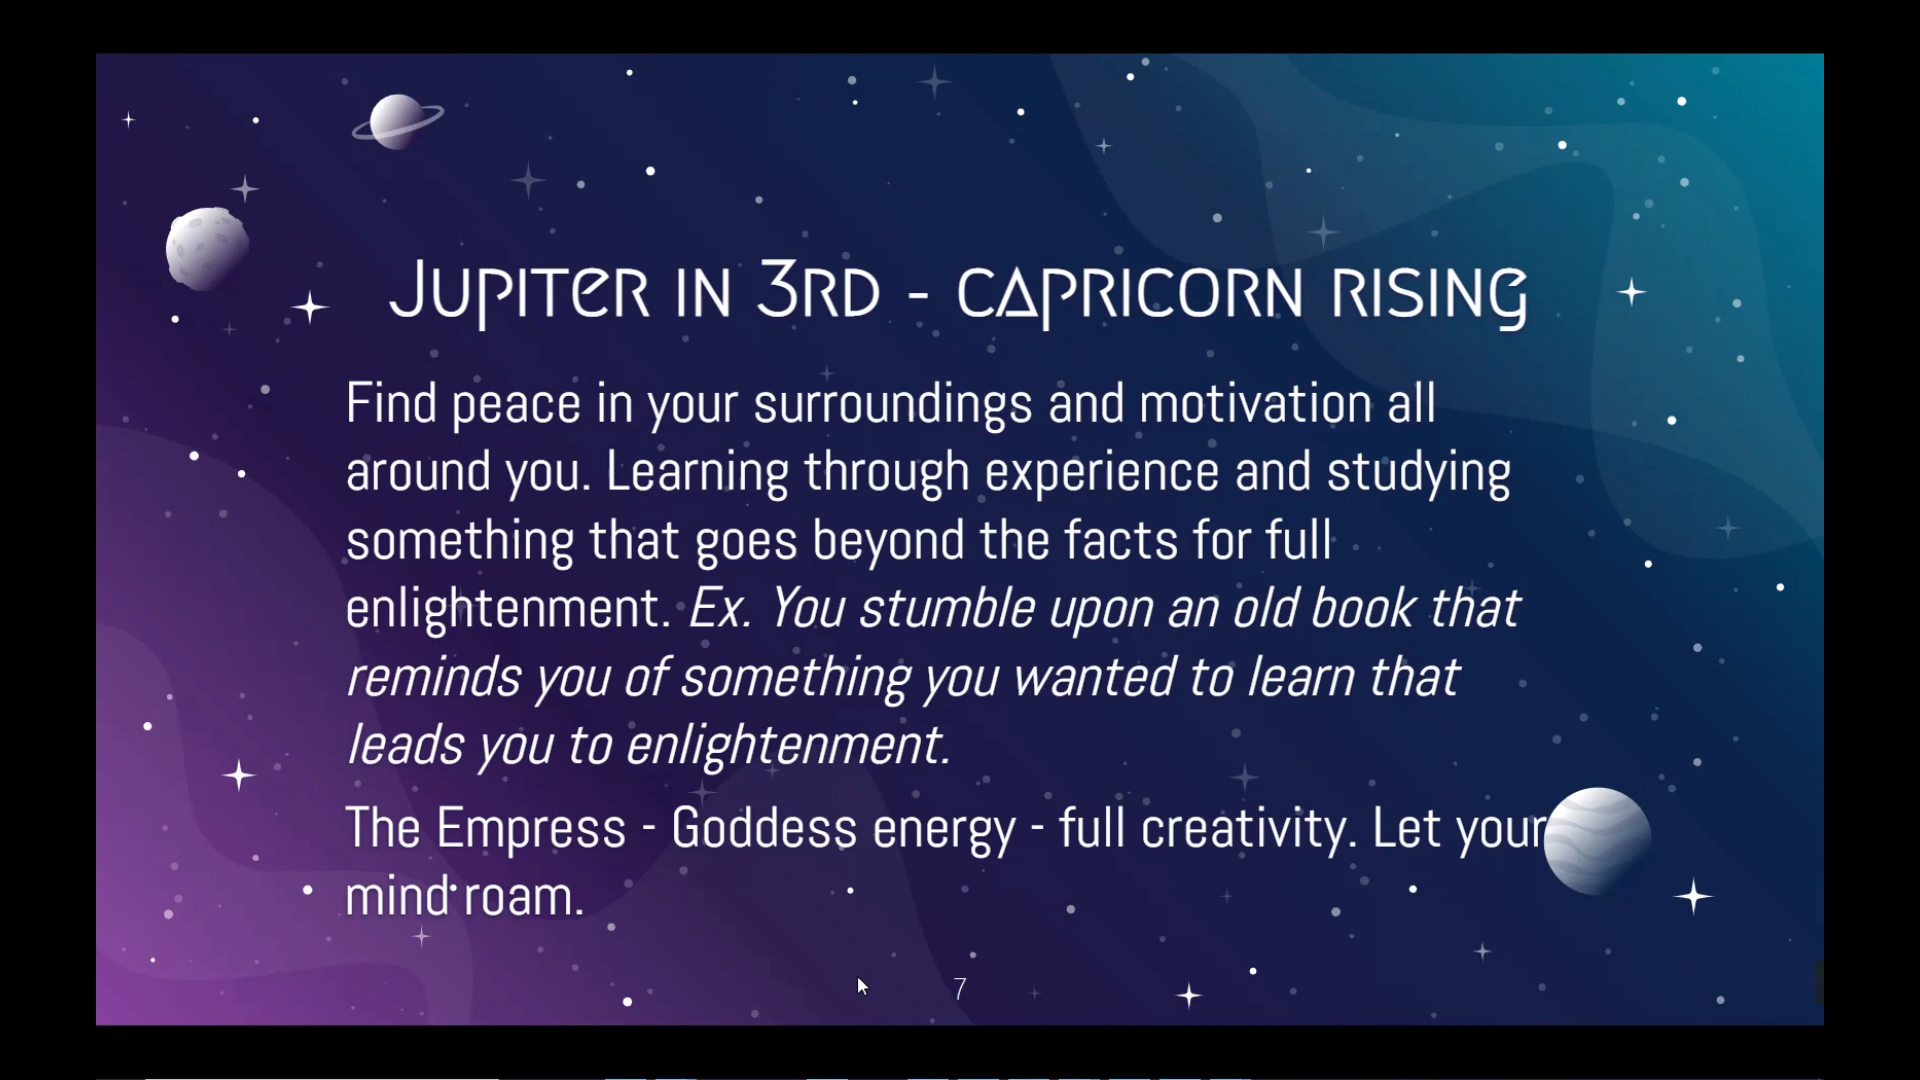 Jupiter in 3rd - Capricorn Rising
Find peace in your surroundings and motivation all
around you. Learning through experience and studying
something that goes beyond the facts for full
enlightenment. Ex. You stumble upon an old book that
reminds you of something you wanted to learn that
leads you to enlightenment.
The Empress - Goddess energy - full creativity. Let your
mind roam.
7